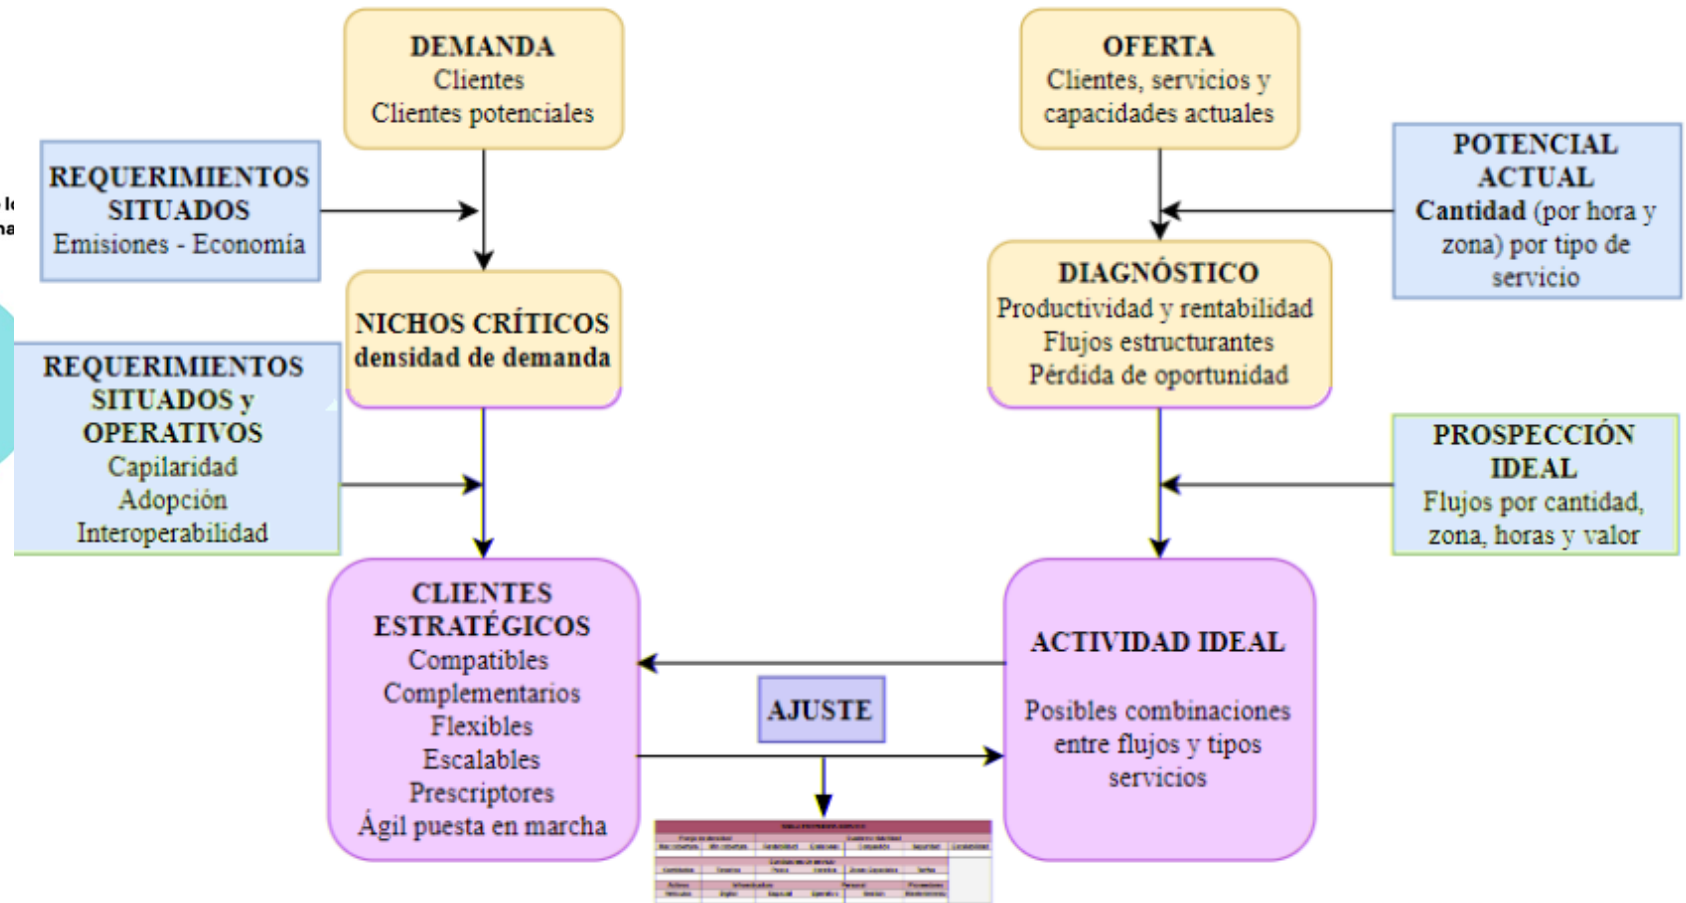 DEMANDA
Clientes
Clientes potenciales
OFERTA
Clientes, servicios y
capacidades actuales
REQUERIMIENTOS
SITUADOS
Emisiones - Economía
POTENCIAL
ACTUAL
Cantidad (por hora y
zona) por tipo de
servicio
NICHOS CRÍTICOS
densidad de demanda
DIAGNÓSTICO
Productividad y rentabilidad
Flujos estructurantes
Pérdida de oportunidad
REQUERIMIENTOS
SITUADOS y
OPERATIVOS
Capilaridad
Adopción
Interoperabilidad
PROSPECCIÓN
IDEAL
Flujos por cantidad,
zona, horas y valor
CLIENTES
ESTRATÉGICOS
Compatibles
Complementarios
Flexibles
Escalables
Prescriptores
Ágil puesta en marcha
AJUSTE
ACTIVIDAD IDEAL
Posibles combinaciones
entre flujos y tipos
servicios